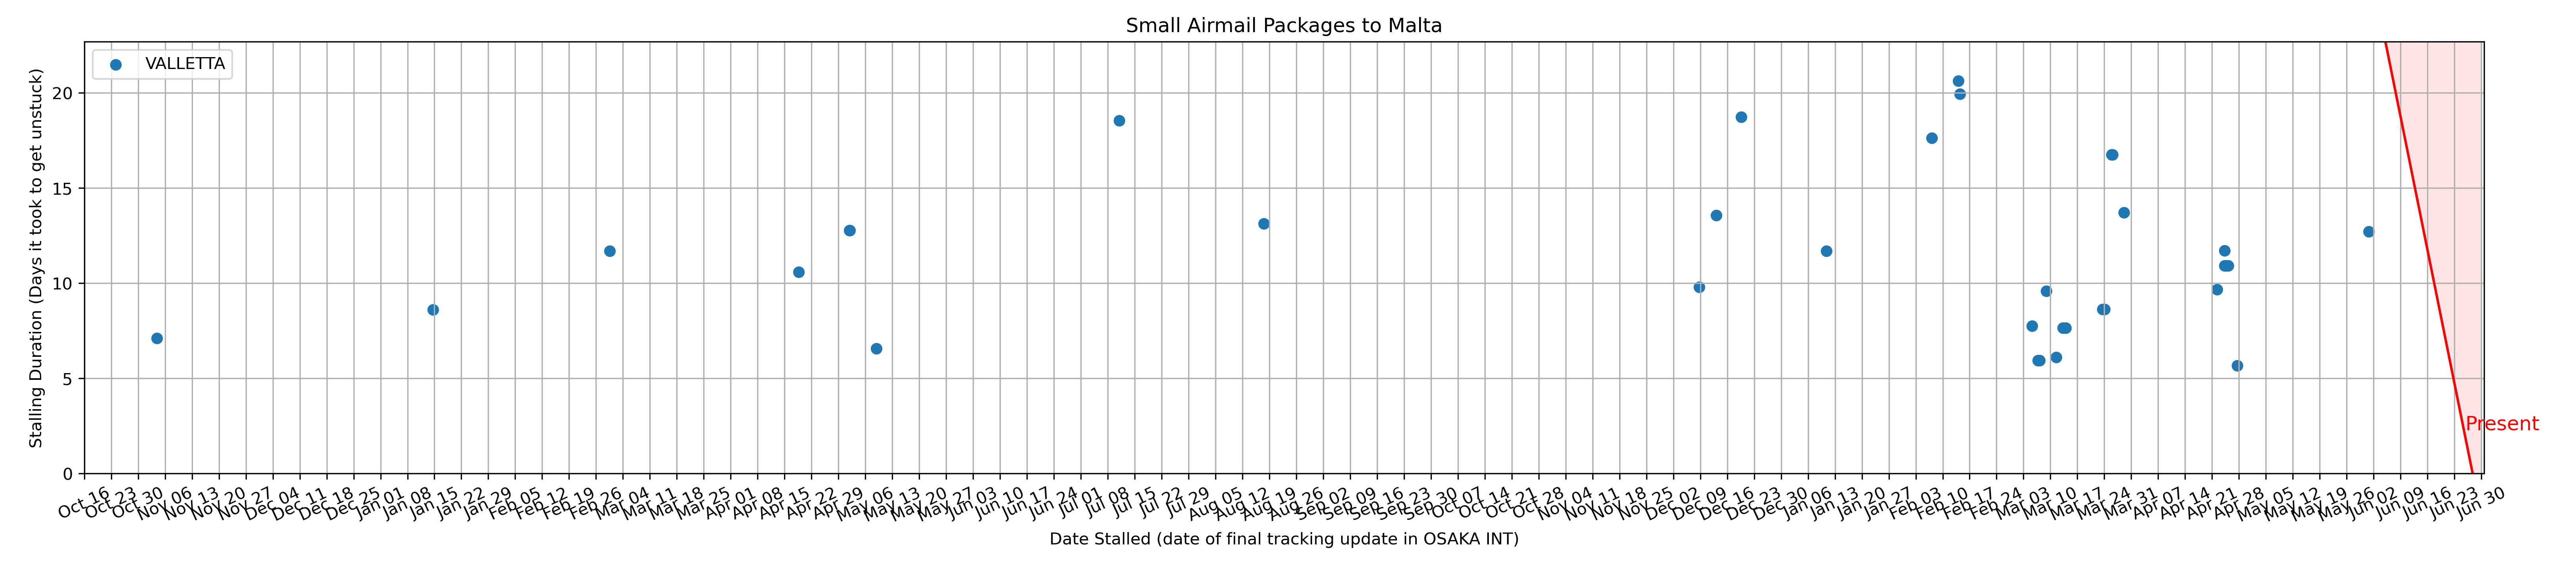 Small Airmail Packages to Malta
VALLETTA
Stalling Duration (Days it took to get unstuck)
20
15
10
5
0
Present
Oct 16
Oct 23
Oct 30
Nov 06
Nov 13
Nov 20
Nov 27
Dec 04
Dec 11
Dec 18
Dec 25
Jan 01
Jan 08
Jan 15
Jan 22
Jan 29
Feb 05
Feb 12
Feb 19
Feb 26
Mar 04
Mar 11
Mar 18
Mar 25
Apr 01
Apr 08
Apr 15
Apr 22
Apr 29
May 06
May 13
May 20
May 27
Jun 03
Jun 10
Jun 17
Jun 24
Jul 01
Jul 08
Jul 15
Jul 22
Jul 29
Aug 05
Aug 12
Aug 19
Aug 26
Sep 02
Sep 09
Sep 16
Sep 23
Sep 30
Oct 07
Oct 14
Oct 21
Oct 28
Nov 04
Nov 11
Nov 18
Nov 25
Dec 02
Dec 09
Dec 16
Dec 23
Dec 30
Jan 06
Jan 13
Jan 20
Jan 27
Feb 03
Feb 10
Feb 17
Feb 24
Mar 03
Mar 10
Mar 17
Mar 24
Mar 31
Apr 07
Apr 14
Apr 21
Apr 28
May 05
May 12
May 19
May 26
Jun 02
Jun 09
Jun 16
Jun 23
Jun 30
Date Stalled (date of final tracking update in OSAKA INT)